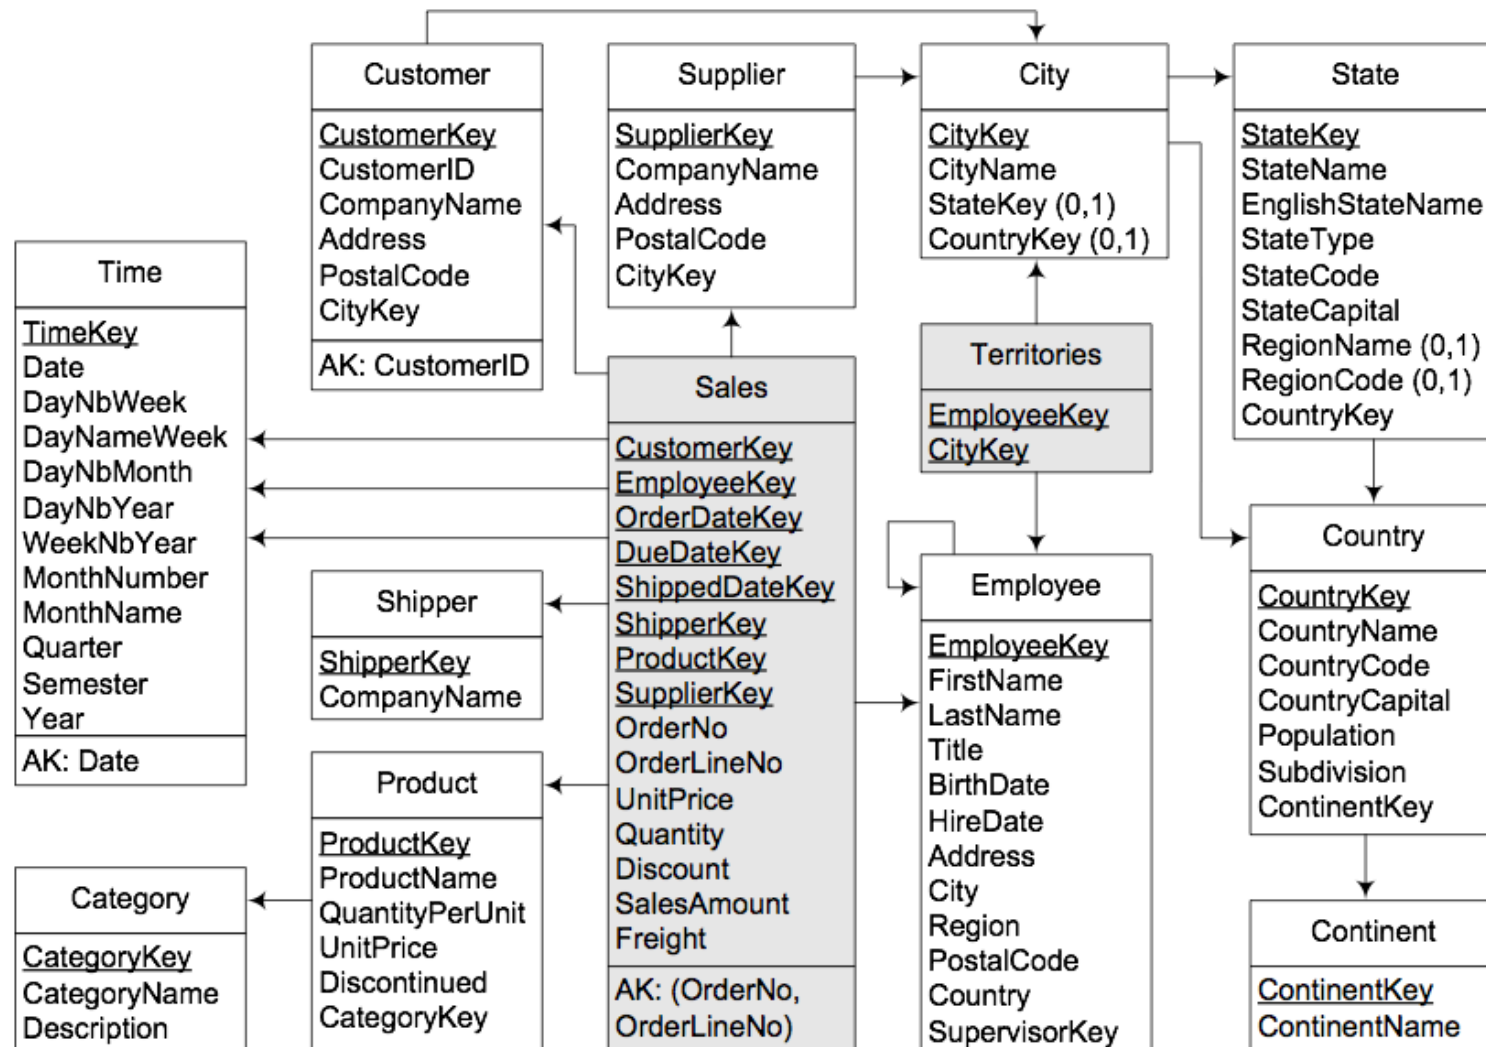 Customer
CustomerKey
CustomerID
CompanyName
Address
PostalCode
CityKey
AK: CustomerID
Supplier
SupplierKey
CompanyName
Address
PostalCode
CityKey
City
CityKey
CityName
StateKey (0,1)
CountryKey (0,1)
State
StateKey
StateName
EnglishStateName
StateType
StateCode
StateCapital
RegionName (0,1)
RegionCode (0,1)
CountryKey
Time
TimeKey
Date
DayNbWeek
DayNameWeek
DayNbMonth
DayNbYear
WeekNbYear
MonthNumber
MonthName
Quarter
Semester
Year
AK: Date
Sales
CustomerKey
EmployeeKey
OrderDateKey
DueDateKey
ShippedDateKey
ShipperKey
ProductKey
SupplierKey
OrderNo
OrderLineNo
UnitPrice
Quantity
Discount
SalesAmount
Freight
AK: (OrderNo,
OrderLineNo)
Territories
EmployeeKey
CityKey
Shipper
ShipperKey
CompanyName
Employee
EmployeeKey
FirstName
LastName
Title
BirthDate
HireDate
Address
City
Region
PostalCode
Country
SupervisorKey
Country
CountryKey
CountryName
CountryCode
CountryCapital
Population
Subdivision
ContinentKey
Product
ProductKey
ProductName
QuantityPerUnit
UnitPrice
Discontinued
CategoryKey
Category
CategoryKey
CategoryName
Description
Continent
ContinentKey
ContinentName